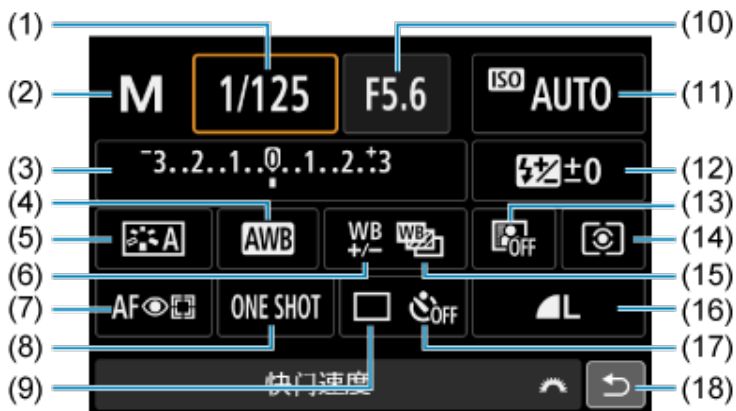 (1) (10)
(2) M 1/125 F5.6 ISO AUTO (11)
(3) -3..2..1..0..1..2.+3 ±0 (12)
(4) (13)
(5) A AWB WB +/- WB OFF (14)
(6) (15)
(7) AF ONE SHOT OFF L (16)
(8) (17)
(9) 快门速度 (18)